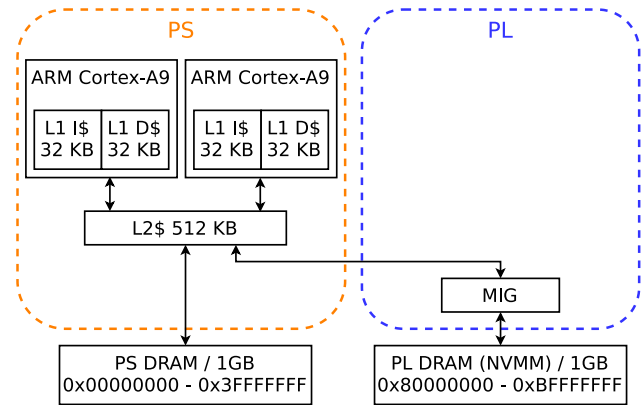 PS
PL
ARM Cortex-A9
ARM Cortex-A9
L1 I$
32 KB
L1 D$
32 KB
L1 I$
32 KB
L1 D$
32 KB
L2$ 512 KB
MIG
PS DRAM / 1GB
0x00000000 - 0x3FFFFFFF
PL DRAM (NVMM) / 1GB
0x80000000 - 0xBFFFFFFF